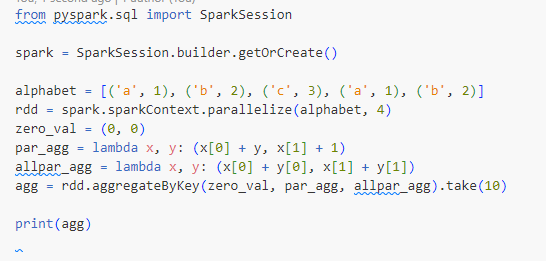 from pyspark.sql import SparkSession
spark = SparkSession.builder.getOrCreate()
alphabet = [('a', 1), ('b', 2), ('c', 3), ('a', 1), ('b', 2)]
rdd = spark.sparkContext.parallelize(alphabet, 4)
zero_val = (0, 0)
par_agg = lambda x, y: (x[0] + y, x[1] + 1)
allpar_agg = lambda x, y: (x[0] + y[0], x[1] + y[1])
agg = rdd.aggregateByKey(zero_val, par_agg, allpar_agg).take(10)
print(agg)